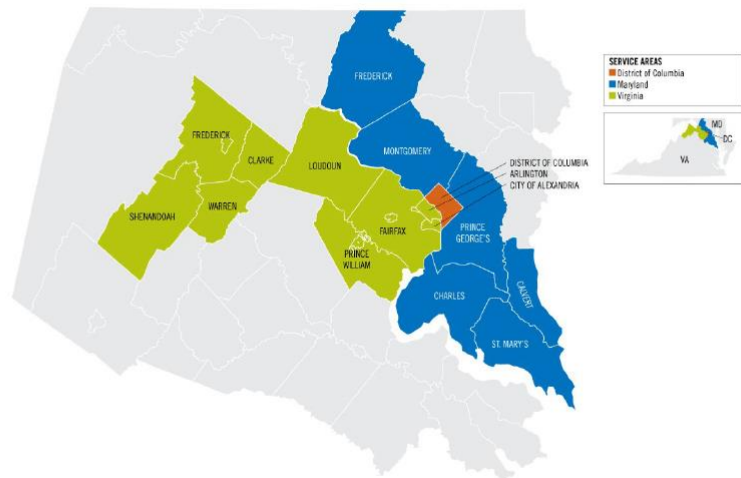 FREDERICK
MONTGOMERY
FREDERICK
CLARKE
LOUDOUN
SHENANDOAH
WARREN
FAIRFAX
PRINCE
WILLIAM
DISTRICT OF COLUMBIA
ARLINGTON
CITY OF ALEXANDRIA
PRINCE
GEORGE'S
CHARLES
CALVERT
ST. MARY'S
SERVICE AREAS
District of Columbia
Maryland
Virginia
MD
DC
VA